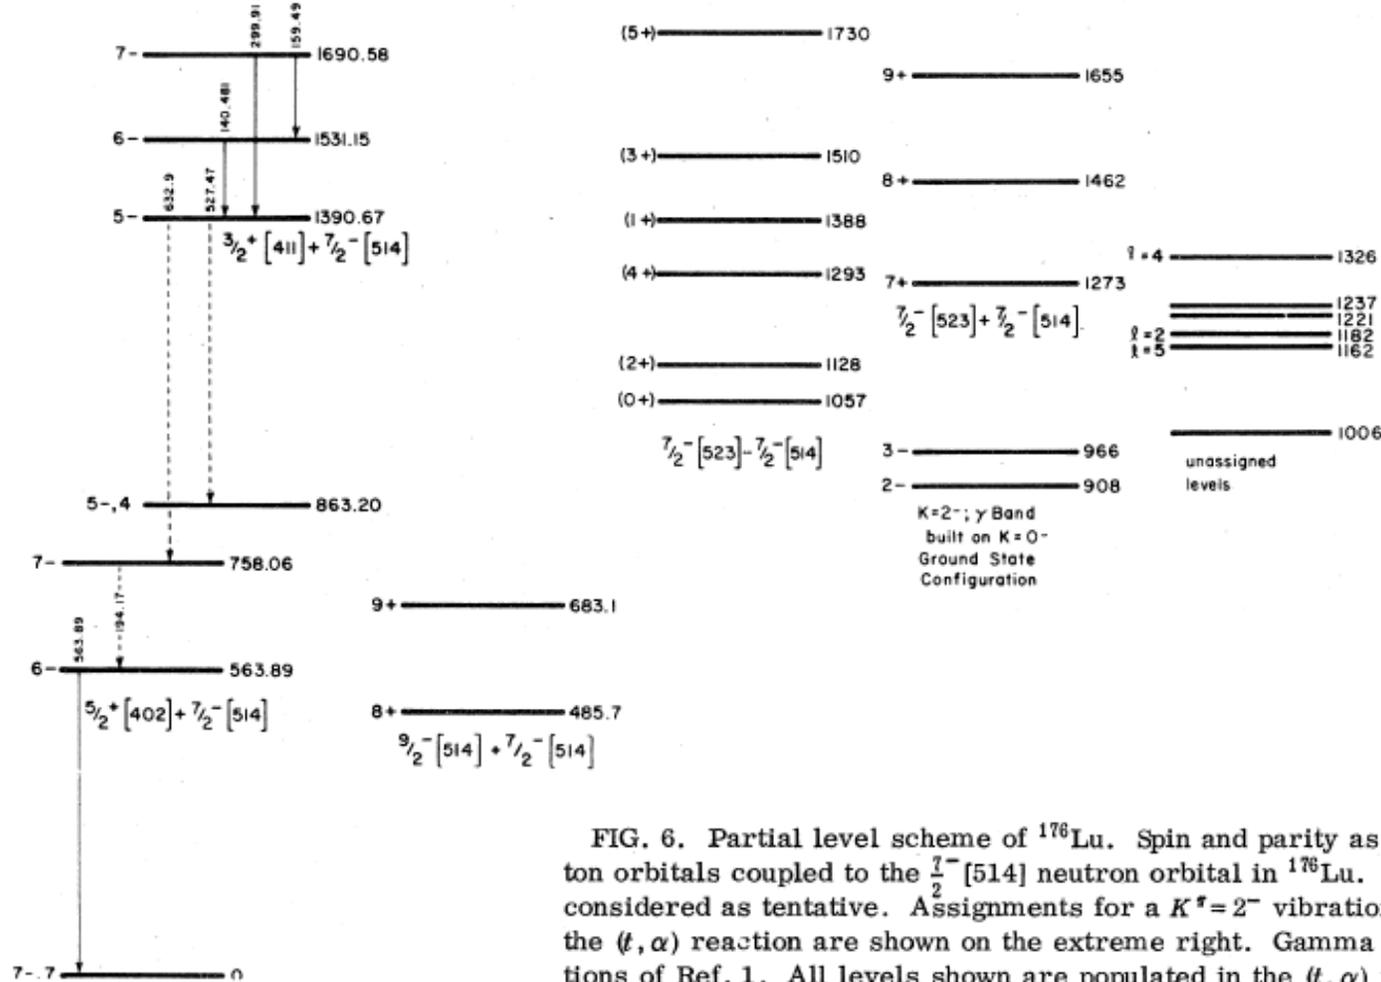 299.91
159.49
7-
1690.58
140.481
6-
1531.15
632.9
527.47
5-
1390.67
3/2+ [411] + 7/2- [514]
5-,4
863.20
7-
758.06
194.17
563.89
6-
563.89
5/2+ [402] + 7/2- [514]
7-.7
0
9+
683.1
8+
485.7
9/2- [514] + 7/2- [514]
(5+)
1730
(3+)
1510
(1+)
1388
(4+)
1293
(2+)
1128
(0+)
1057
7/2- [523] - 7/2- [514]
9+
1655
8+
1462
7+
1273
7/2- [523] + 7/2- [514]
3-
966
2-
908
K=2-; γ Band
built on K=0-
Ground State
Configuration
ℓ=4
1326
1237
1221
ℓ=2
1182
ℓ=5
1162
1006
unassigned
levels
FIG. 6. Partial level scheme of ¹⁷⁶Lu. Spin and parity as
ton orbitals coupled to the 7/2⁻[514] neutron orbital in ¹⁷⁶Lu.
considered as tentative. Assignments for a Kπ=2⁻ vibratio
the (t, α) reaction are shown on the extreme right. Gamma
tions of Ref. 1. All levels shown are populated in the (t, α)